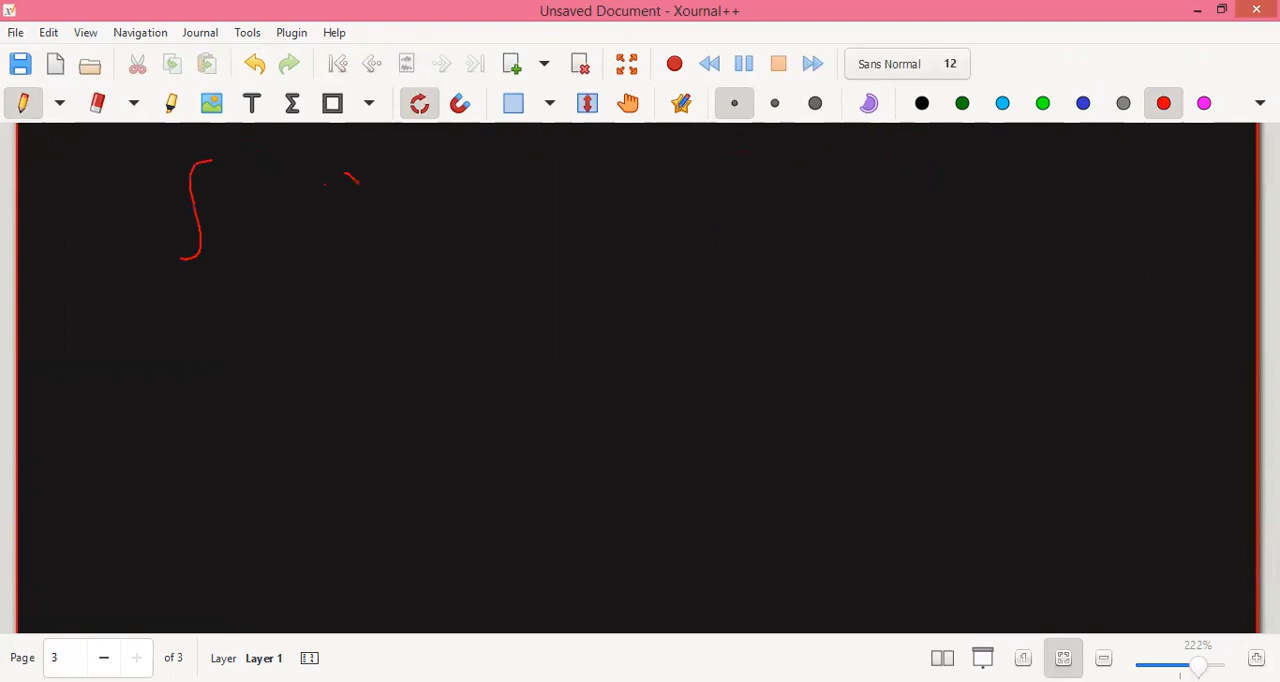 Unsaved Document - Xournal++
File Edit View Navigation Journal Tools Plugin Help
Sans Normal 12
T Σ
∫
Page 3 of 3 Layer Layer 1 222%